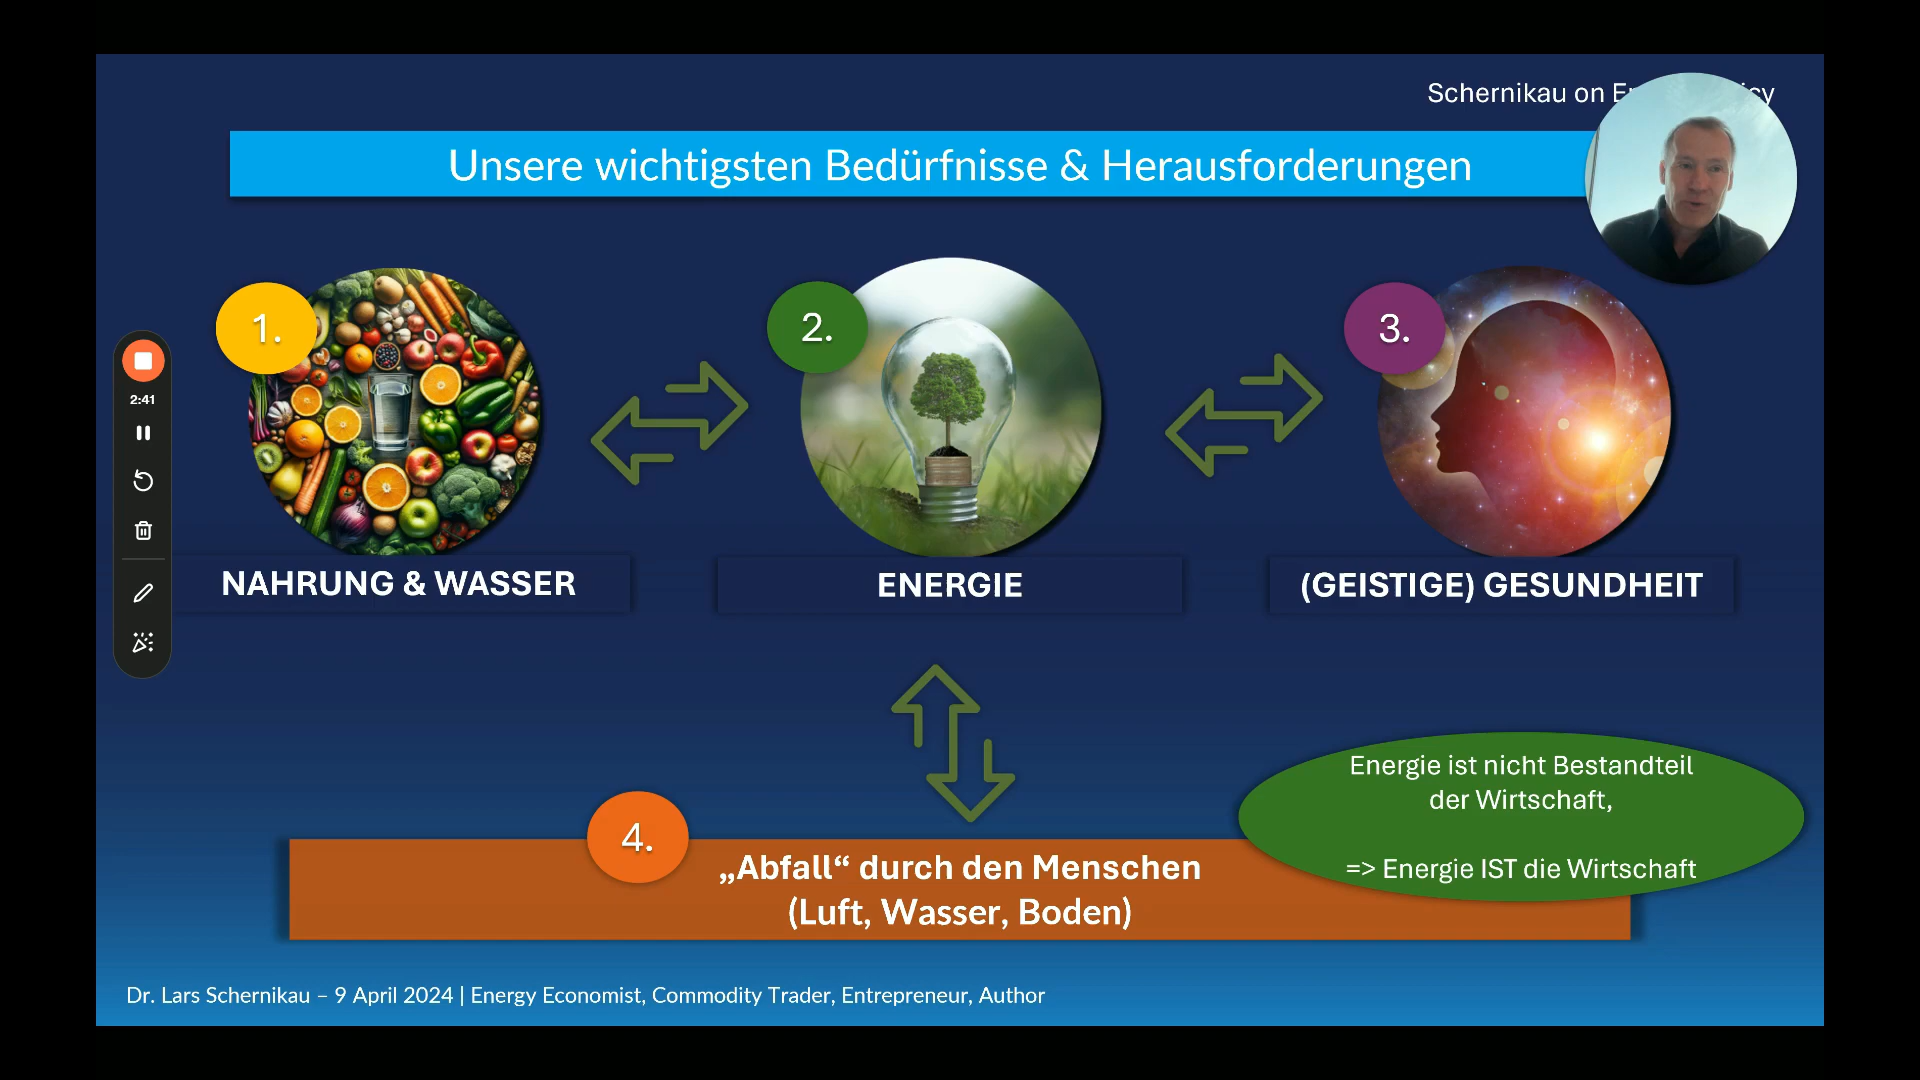 Schernikau on
Unsere wichtigsten Bedürfnisse & Herausforderungen
1.
2.
3.
2:41
NAHRUNG & WASSER
ENERGIE
(GEISTIGE) GESUNDHEIT
Energie ist nicht Bestandteil
der Wirtschaft,
=> Energie IST die Wirtschaft
4.
„Abfall“ durch den Menschen
(Luft, Wasser, Boden)
Dr. Lars Schernikau – 9 April 2024 | Energy Economist, Commodity Trader, Entrepreneur, Author